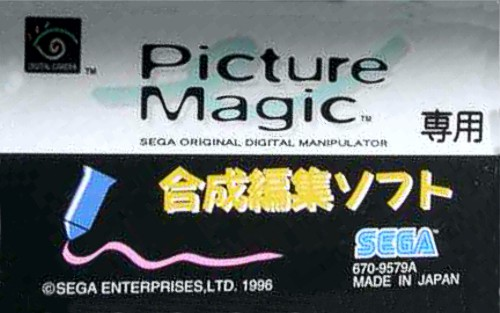 DIGITAL CAMERA
TM
Picture
Magic TM
SEGA ORIGINAL DIGITAL MANIPULATOR
専用
合成編集ソフト
SEGA
670-9579A
MADE IN JAPAN
©SEGA ENTERPRISES,LTD. 1996